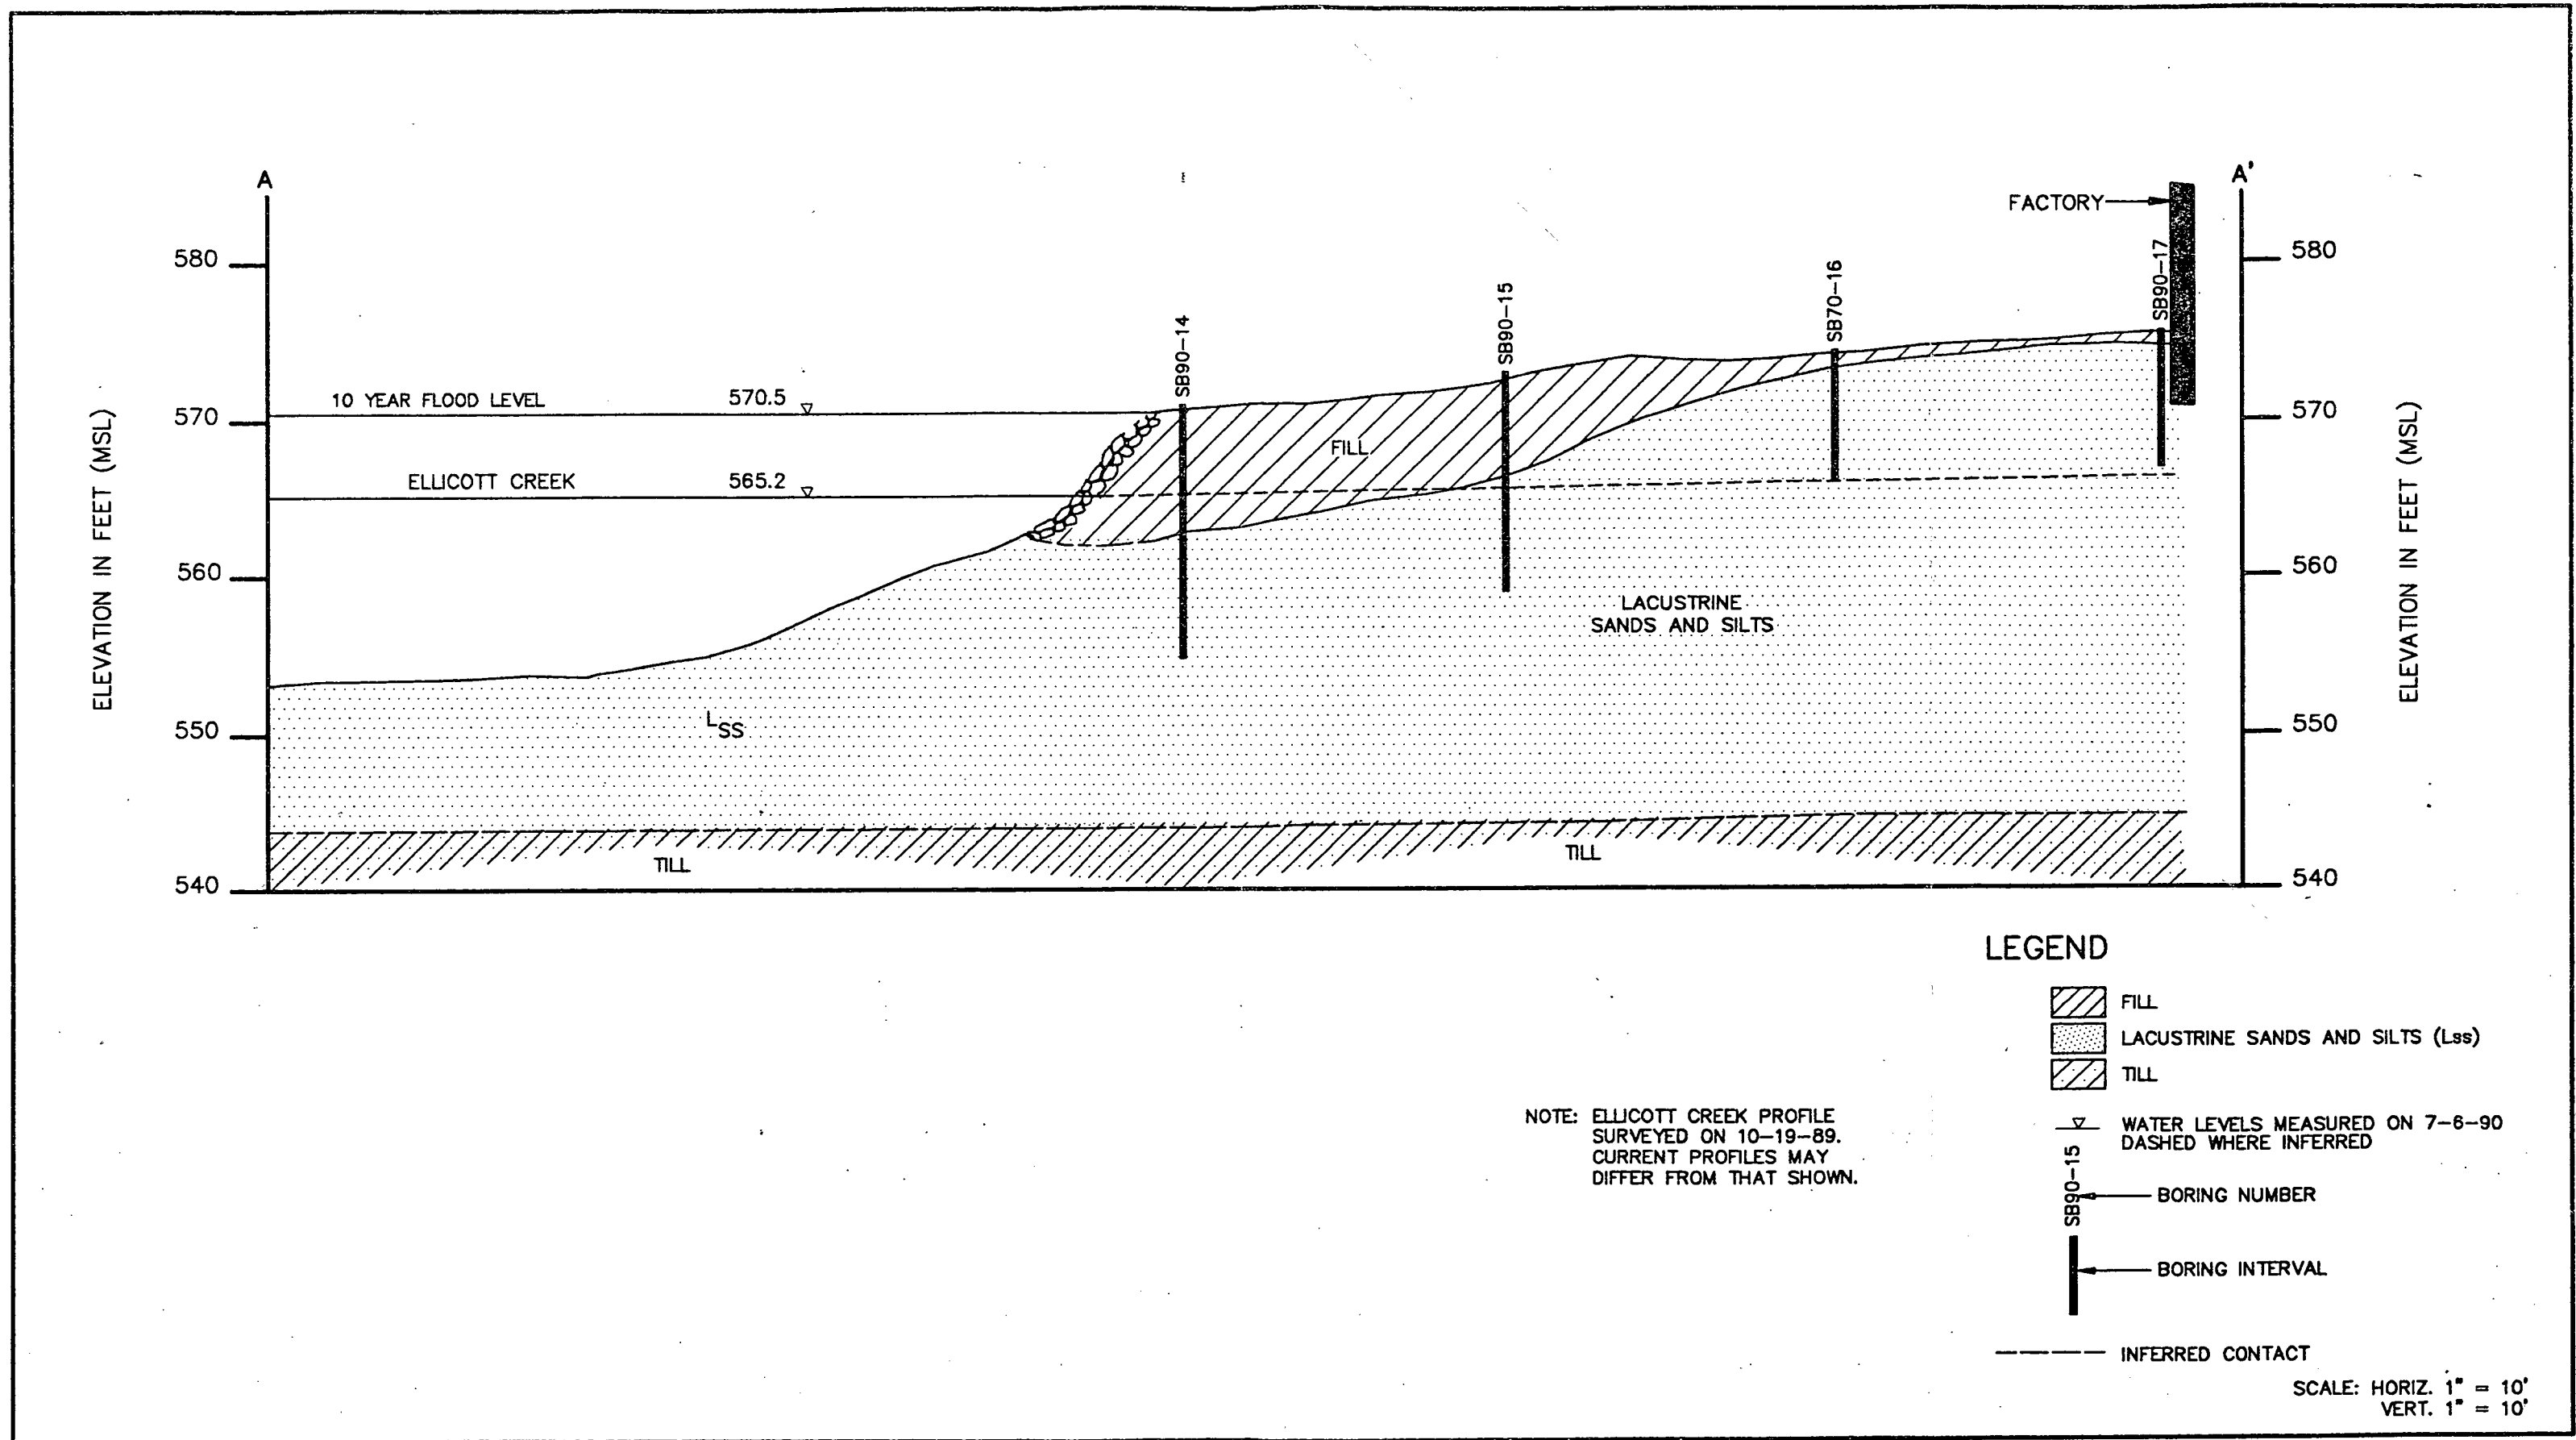 A
A'
FACTORY
580
580
SB90-17
SB70-16
SB90-15
SB90-14
10 YEAR FLOOD LEVEL
570.5
570
570
FILL
ELLICOTT CREEK
565.2
ELEVATION IN FEET (MSL)
ELEVATION IN FEET (MSL)
560
560
LACUSTRINE
SANDS AND SILTS
LSS
550
550
TILL
TILL
540
540
LEGEND
FILL
LACUSTRINE SANDS AND SILTS (Lss)
TILL
NOTE: ELLICOTT CREEK PROFILE
SURVEYED ON 10-19-89.
CURRENT PROFILES MAY
DIFFER FROM THAT SHOWN.
WATER LEVELS MEASURED ON 7-6-90
DASHED WHERE INFERRED
SB90-15
BORING NUMBER
BORING INTERVAL
INFERRED CONTACT
SCALE: HORIZ. 1" = 10'
VERT. 1" = 10'